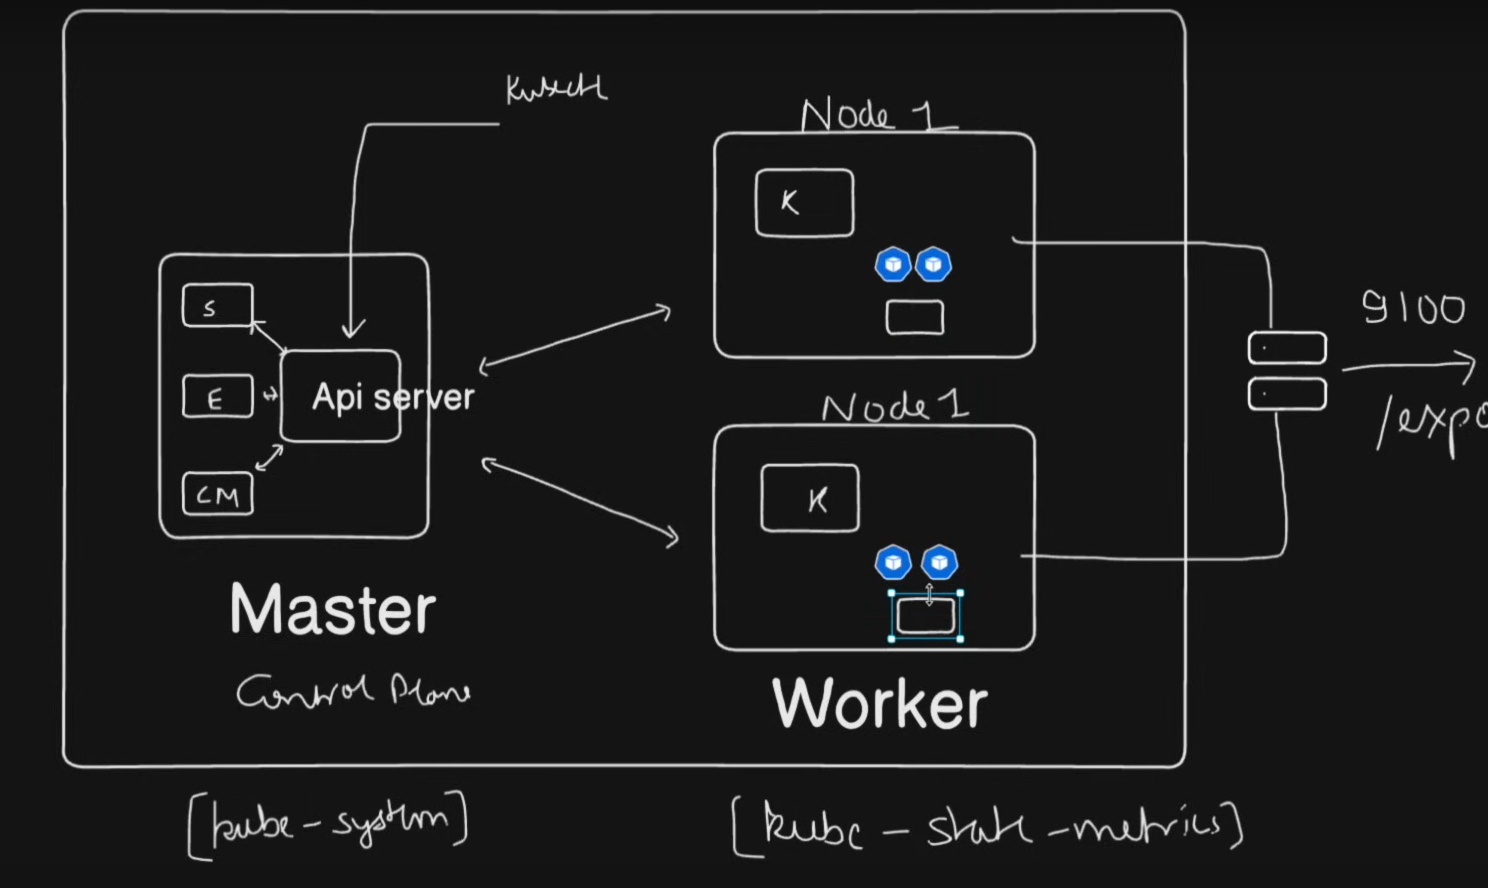 Kubectl
Node 1
K
S
Api server
E
CM
9100
/expo
Node 1
K
Master
Control Plane
Worker
[kube-system]
[kube-state-metrics]